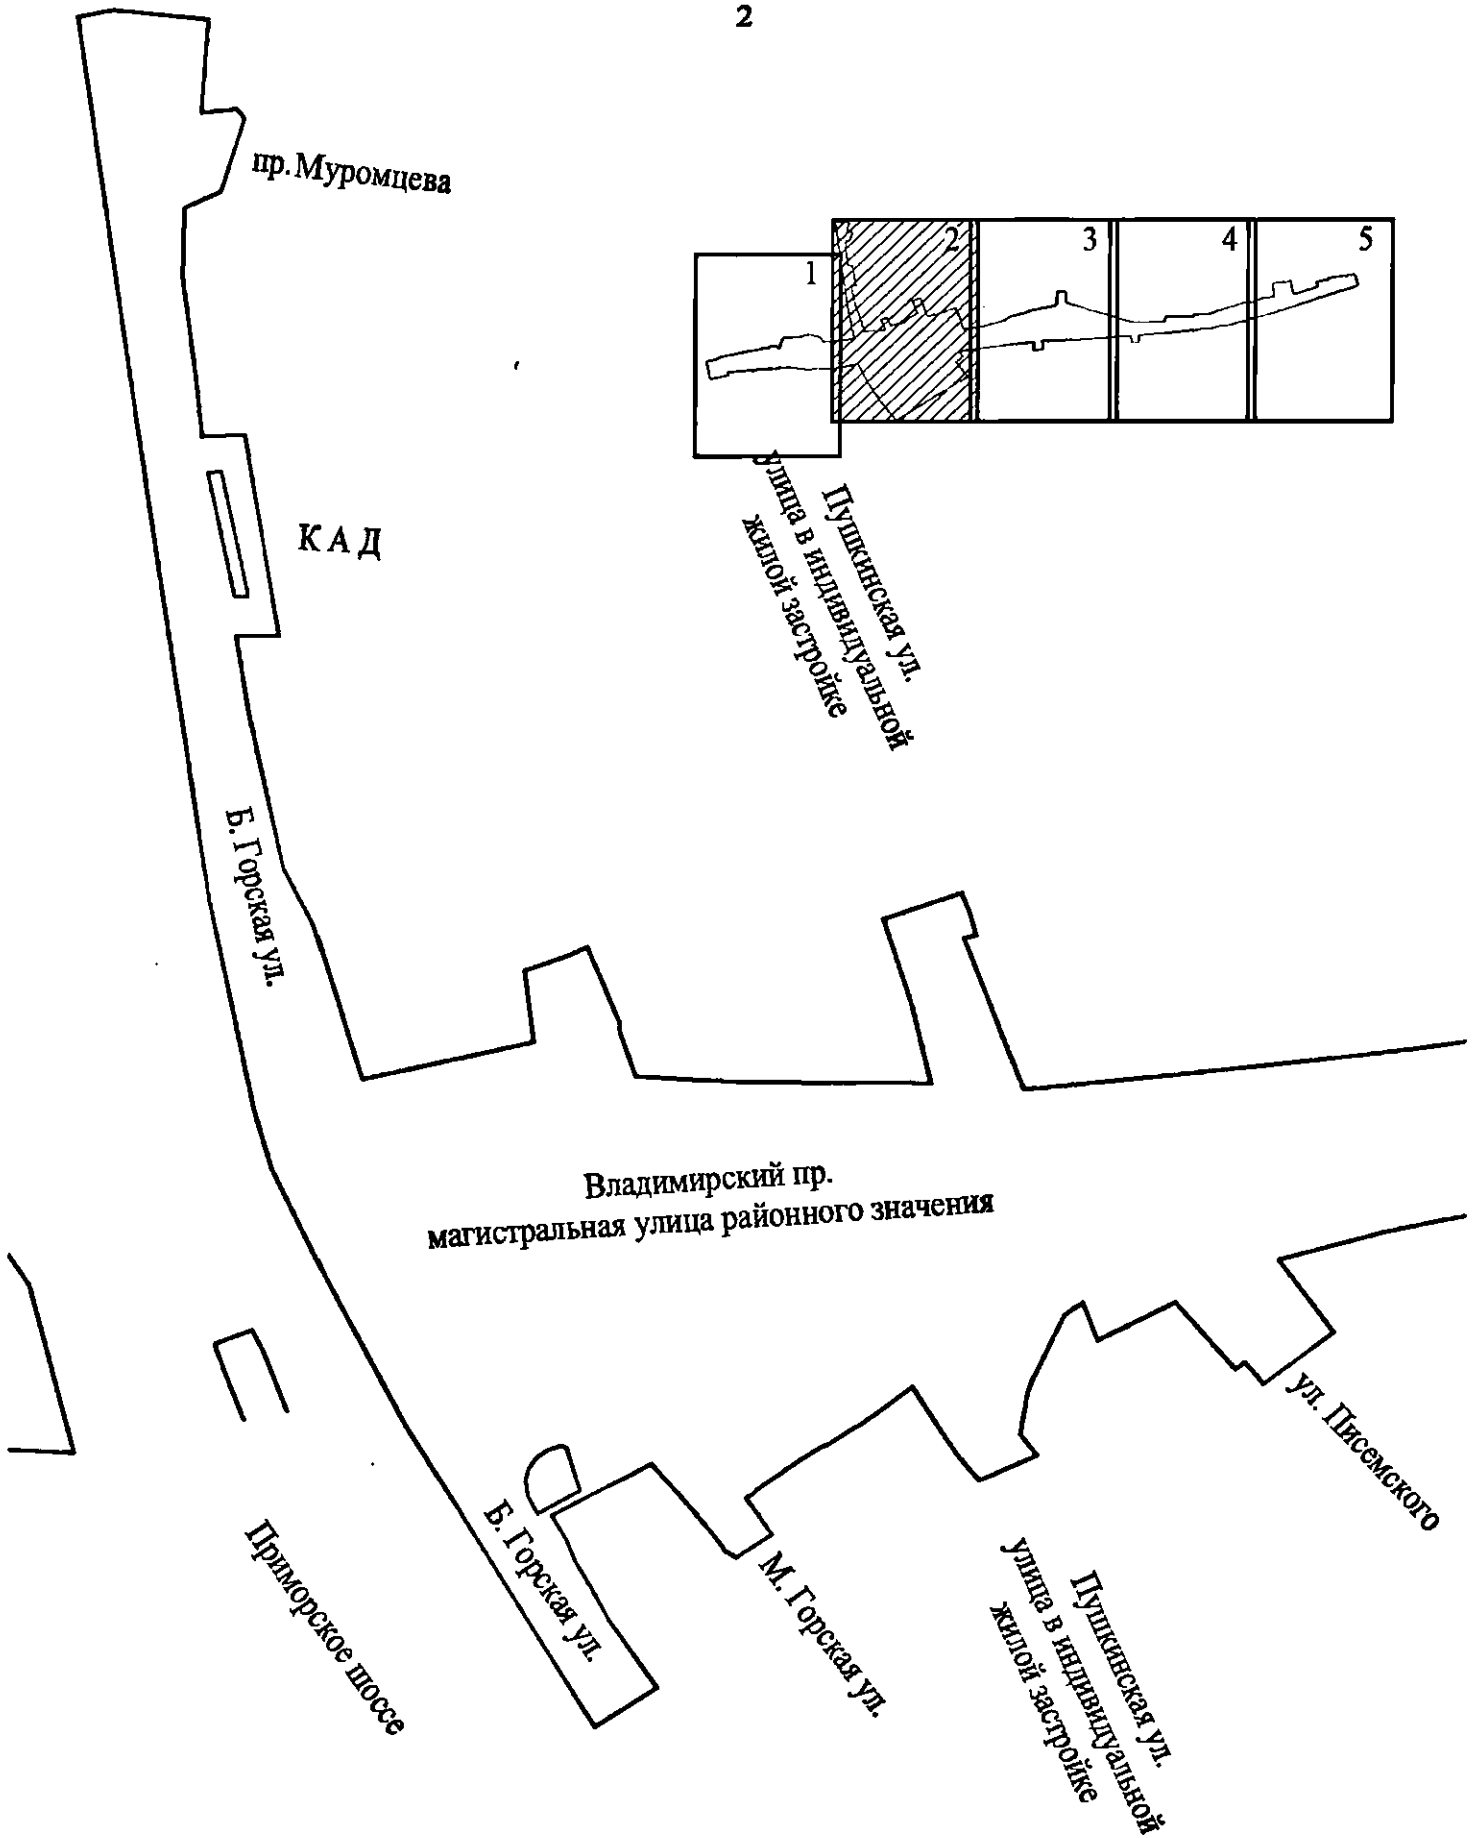 2
пр. Муромцева
1
2
3
4
5
КАД
Пушкинская ул.
улица в индивидуальной
жилой застройке
Б. Горская ул.
Владимирский пр.
магистральная улица районного значения
ул. Писемского
Б. Горская ул.
М. Горская ул.
Приморское шоссе
Пушкинская ул.
улица в индивидуальной
жилой застройке